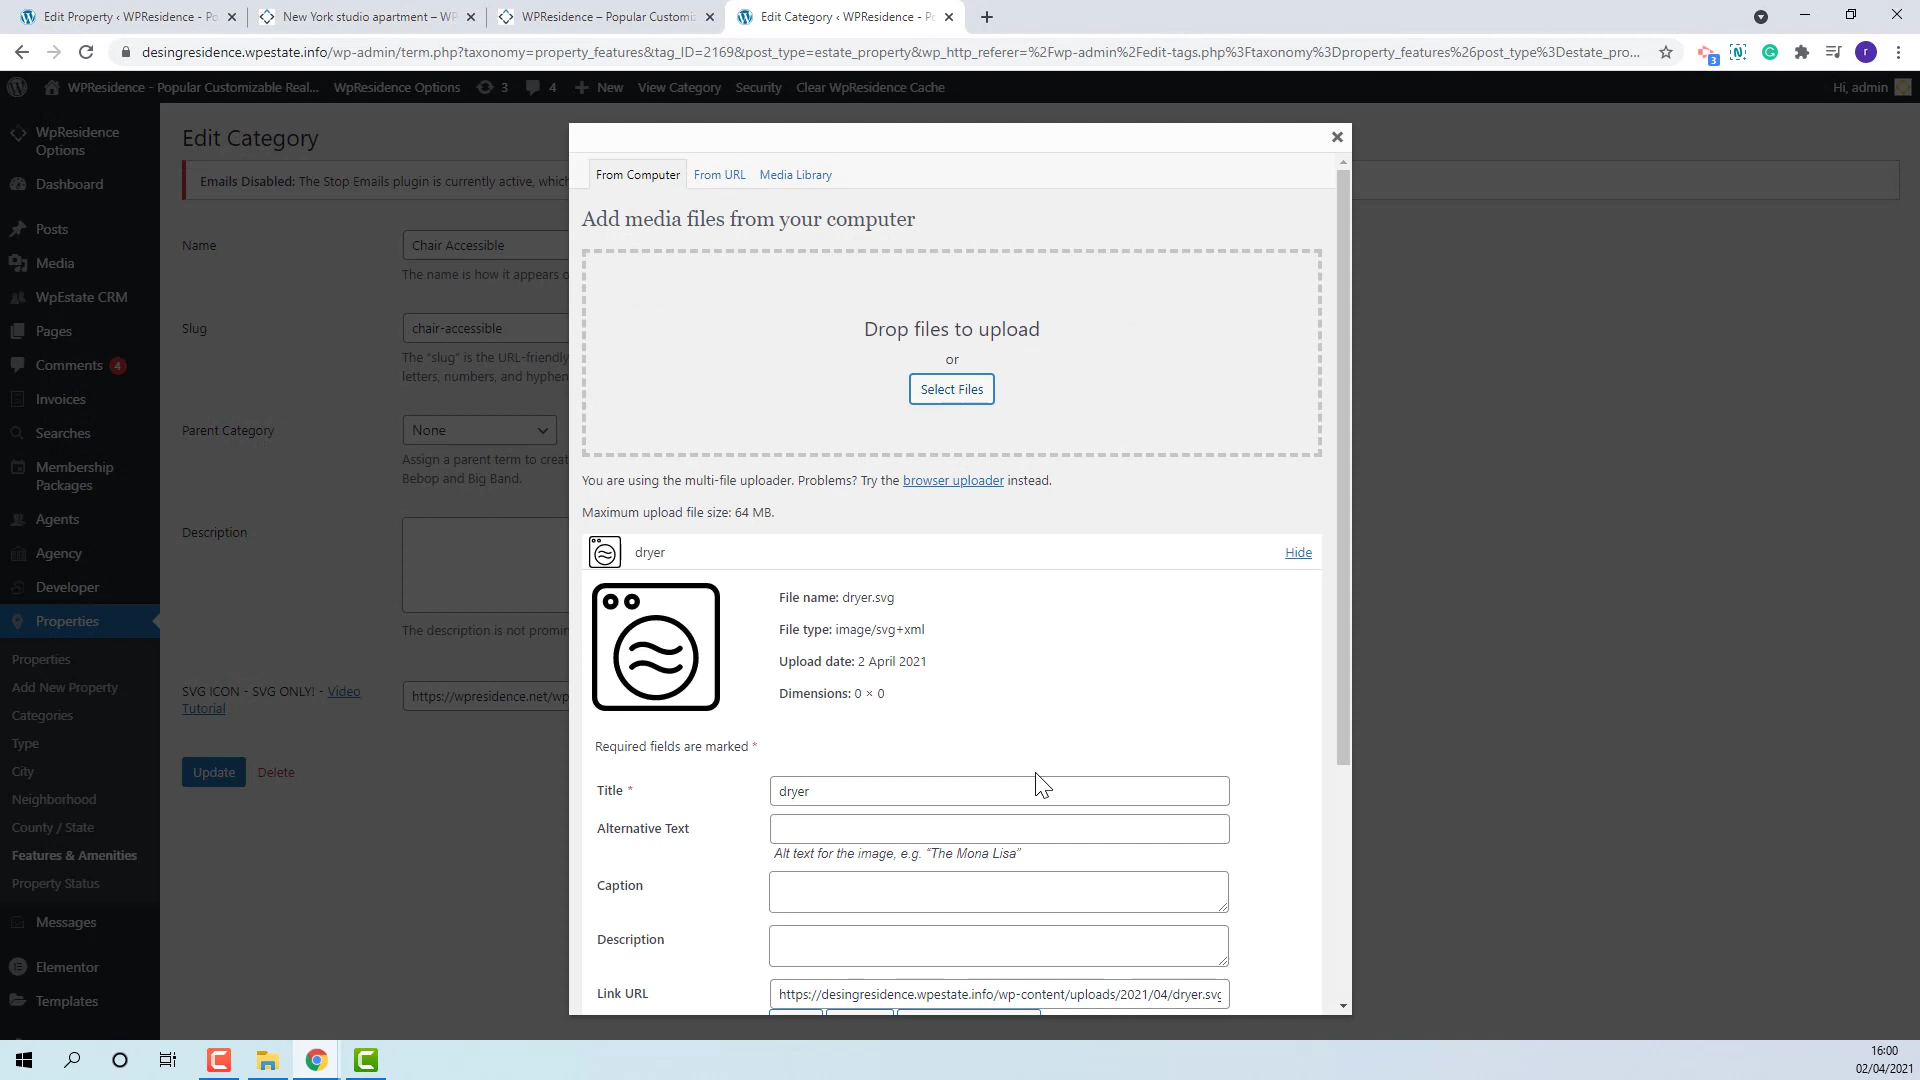 Edit Property ‹ WPResidence - Po
New York studio apartment – WP
WPResidence – Popular Customiz
Edit Category ‹ WPResidence - Po
desingresidence.wpestate.info/wp-admin/term.php?taxonomy=property_features&tag_ID=2169&post_type=estate_property&wp_http_referer=%2Fwp-admin%2Fedit-tags.php%3Ftaxonomy%3Dproperty_features%26post_type%3Destate_pro...
3
r
WPResidence - Popular Customizable Real...
WPResidence Options
3
4
New
View Category
Security
Clear WPResidence Cache
Hi, admin
WpResidence
Options
Dashboard
Posts
Media
WpEstate CRM
Pages
Comments 4
Invoices
Searches
Membership
Packages
Agents
Agency
Developer
Properties
Properties
Add New Property
Categories
Type
City
Neighborhood
County / State
Features & Amenities
Property Status
Messages
Elementor
Templates
Edit Category
Emails Disabled: The Stop Emails plugin is currently active, whic
Name
Chair Accessible
The name is how it appears o
Slug
chair-accessible
The "slug" is the URL-friendly
letters, numbers, and hyphen
Parent Category
None
Assign a parent term to creat
Bebop and Big Band.
Description
The description is not promin
SVG ICON - SVG ONLY! - Video
Tutorial
https://wpresidence.net/wp
Update
Delete
From Computer
From URL
Media Library
Add media files from your computer
Drop files to upload
or
Select Files
You are using the multi-file uploader. Problems? Try the browser uploader instead.
Maximum upload file size: 64 MB.
dryer
Hide
File name: dryer.svg
File type: image/svg+xml
Upload date: 2 April 2021
Dimensions: 0 × 0
Required fields are marked *
Title *
dryer
Alternative Text
Alt text for the image, e.g. “The Mona Lisa”
Caption
Description
Link URL
https://desingresidence.wpestate.info/wp-content/uploads/2021/04/dryer.svg
16:00
02/04/2021